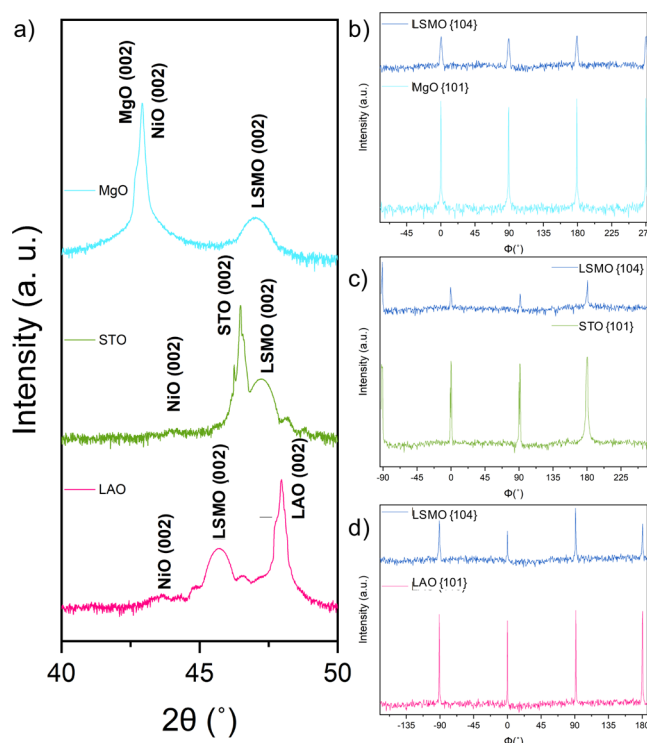 a)
MgO (002)
NiO (002)
LSMO (002)
MgO
STO (002)
LSMO (002)
NiO (002)
STO
LSMO (002)
LAO (002)
NiO (002)
LAO
Intensity (a. u.)
40 45 50
2θ (˚)
b)
LSMO {104}
MgO {101}
Intensity (a.u.)
-45 0 45 90 135 180 225 27
Φ(˚)
c)
LSMO {104}
STO {101}
Intensity (a.u.)
-90 -45 0 45 90 135 180 225
Φ(˚)
d)
LSMO {104}
LAO {101}
Intensity (a.u.)
-135 -90 -45 0 45 90 135 180
Φ(˚)